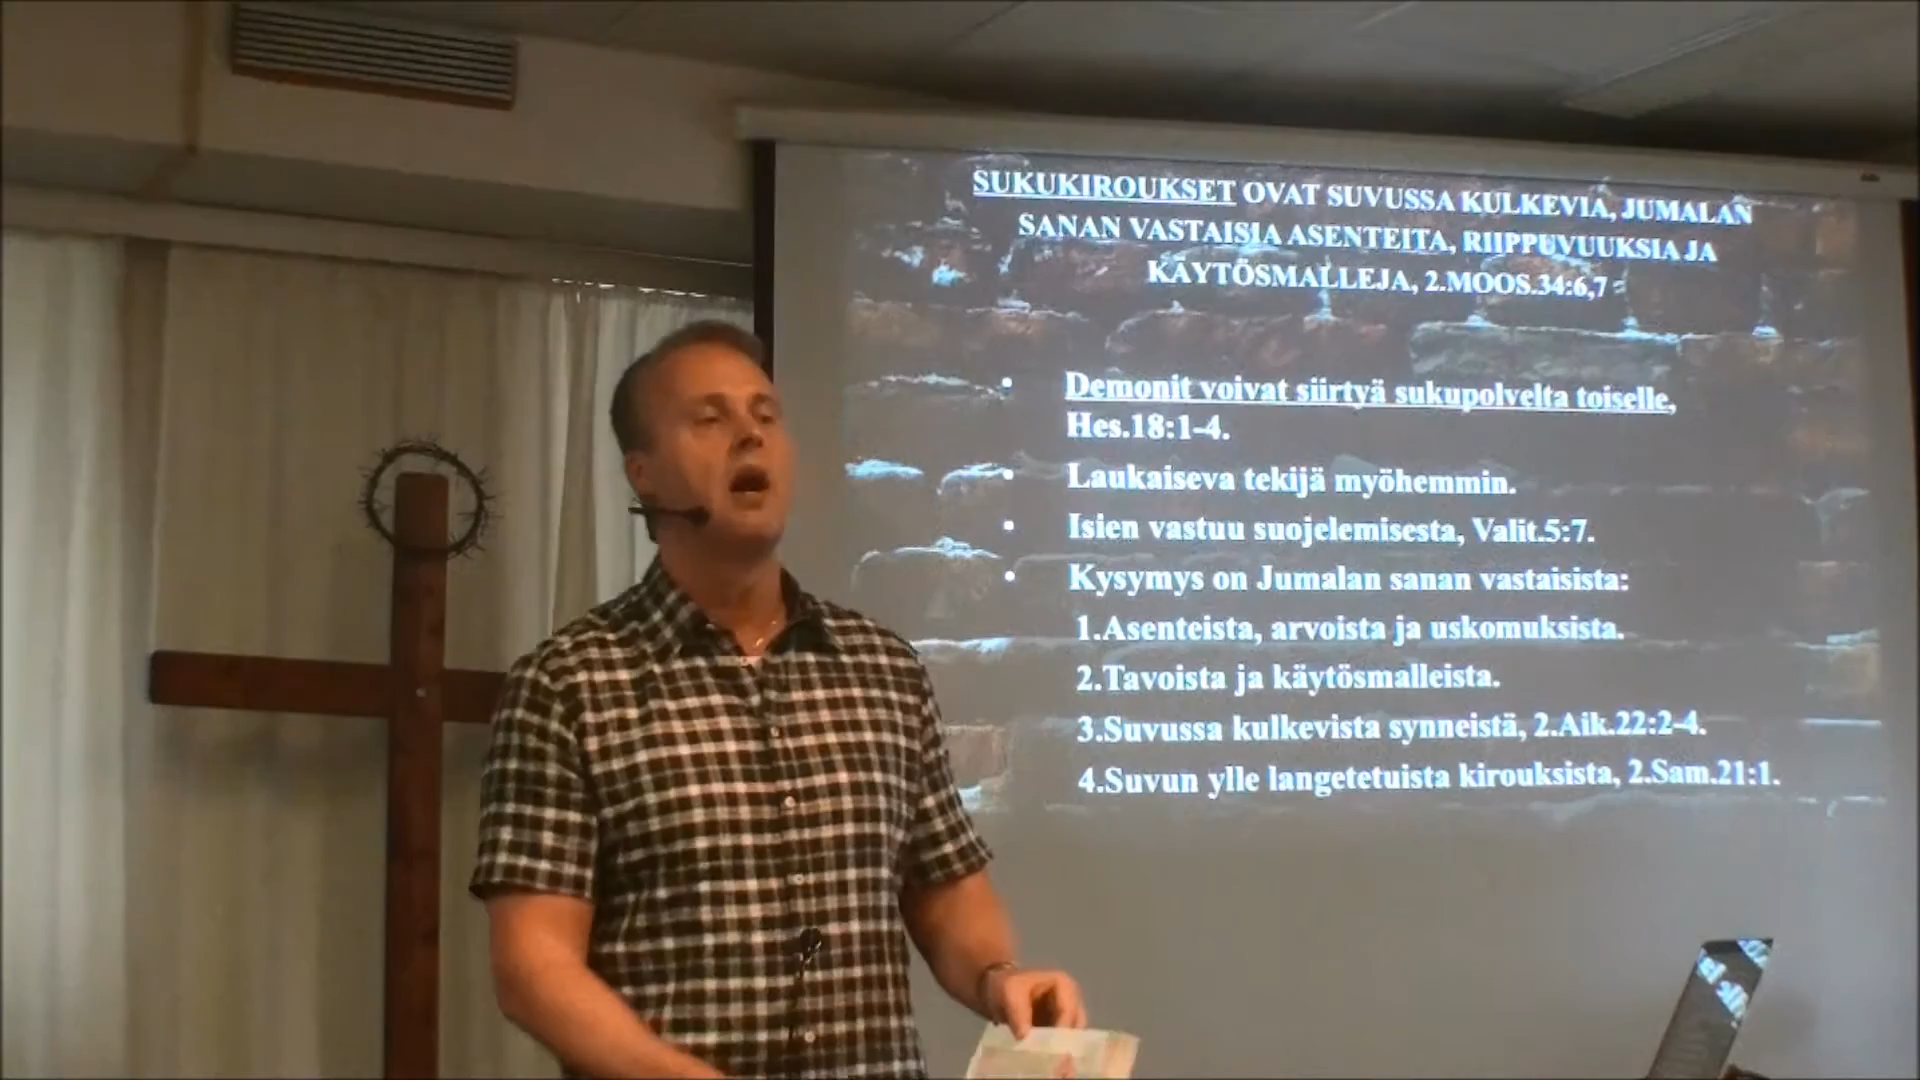 SUKUKIROUKSET OVAT SUVUSSA KULKEVIA, JUMALAN
SANAN VASTAISIA ASENTEITA, RIIPPUVUUKSIA JA
KÄYTÖSMALLEJA, 2.MOOS.34:6,7
• Demonit voivat siirtyä sukupolvelta toiselle,
Hes.18:1-4.
• Laukaiseva tekijä myöhemmin.
• Isien vastuu suojelemisesta, Valit.5:7.
• Kysymys on Jumalan sanan vastaisista:
1.Asenteista, arvoista ja uskomuksista.
2.Tavoista ja käytösmalleista.
3.Suvussa kulkevista synneistä, 2.Aik.22:2-4.
4.Suvun ylle langetetuista kirouksista, 2.Sam.21:1.